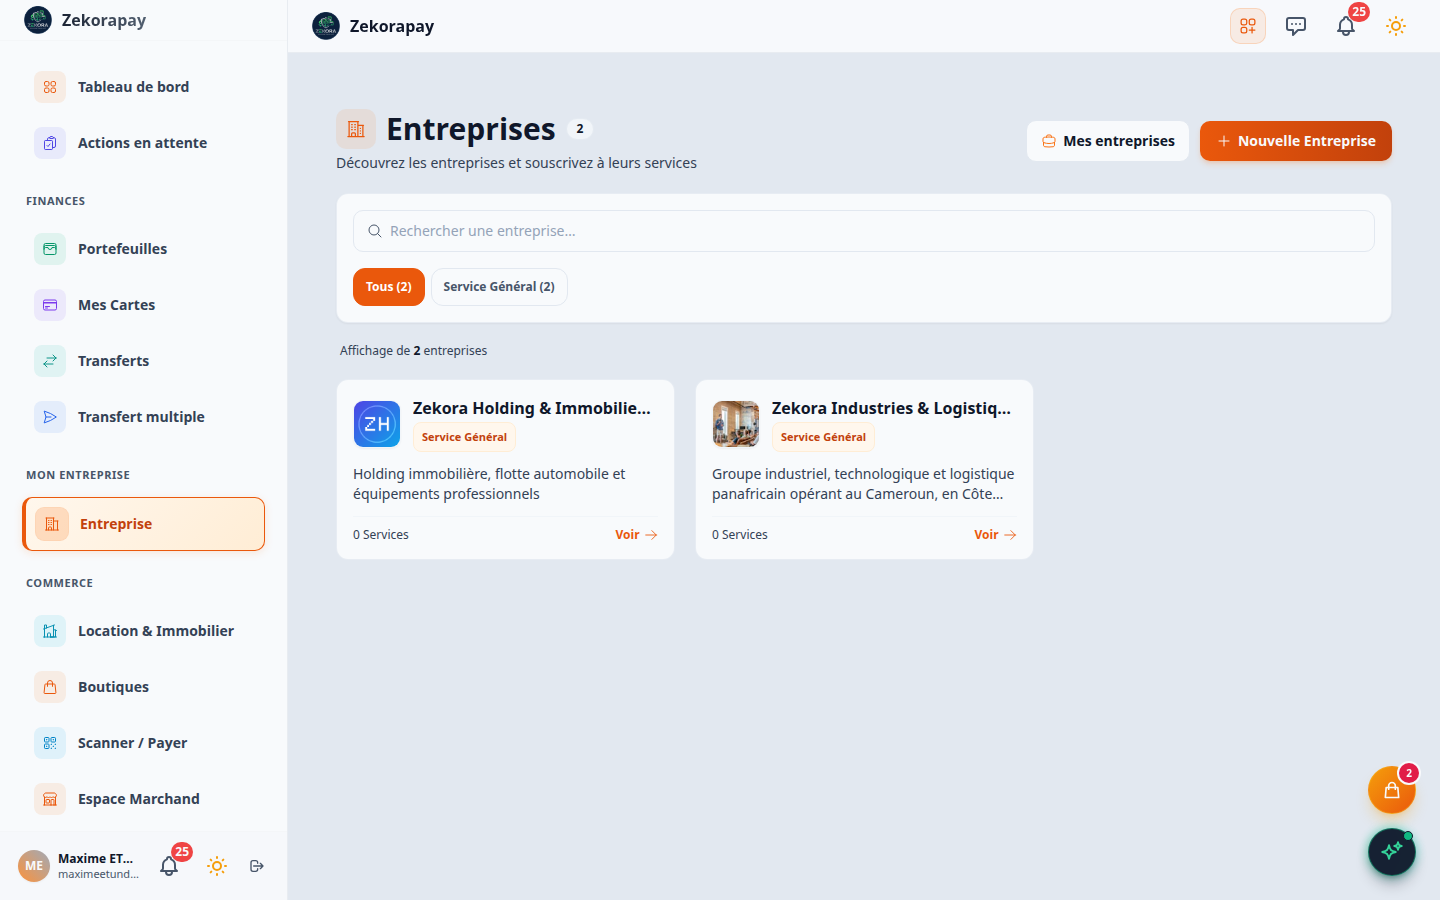 Zekorapay
Tableau de bord
Actions en attente
FINANCES
Portefeuilles
Mes Cartes
Transferts
Transfert multiple
MON ENTREPRISE
Entreprise
COMMERCE
Location & Immobilier
Boutiques
Scanner / Payer
Espace Marchand
ME
Maxime ET...
maximeetund...
25
Zekorapay
25
Entreprises 2
Découvrez les entreprises et souscrivez à leurs services
Mes entreprises
Nouvelle Entreprise
Rechercher une entreprise...
Tous (2)
Service Général (2)
Affichage de 2 entreprises
ZH
Zekora Holding & Immobilie...
Service Général
Holding immobilière, flotte automobile et
équipements professionnels
0 Services
Voir
Zekora Industries & Logistiq...
Service Général
Groupe industriel, technologique et logistique
panafricain opérant au Cameroun, en Côte...
0 Services
Voir
2